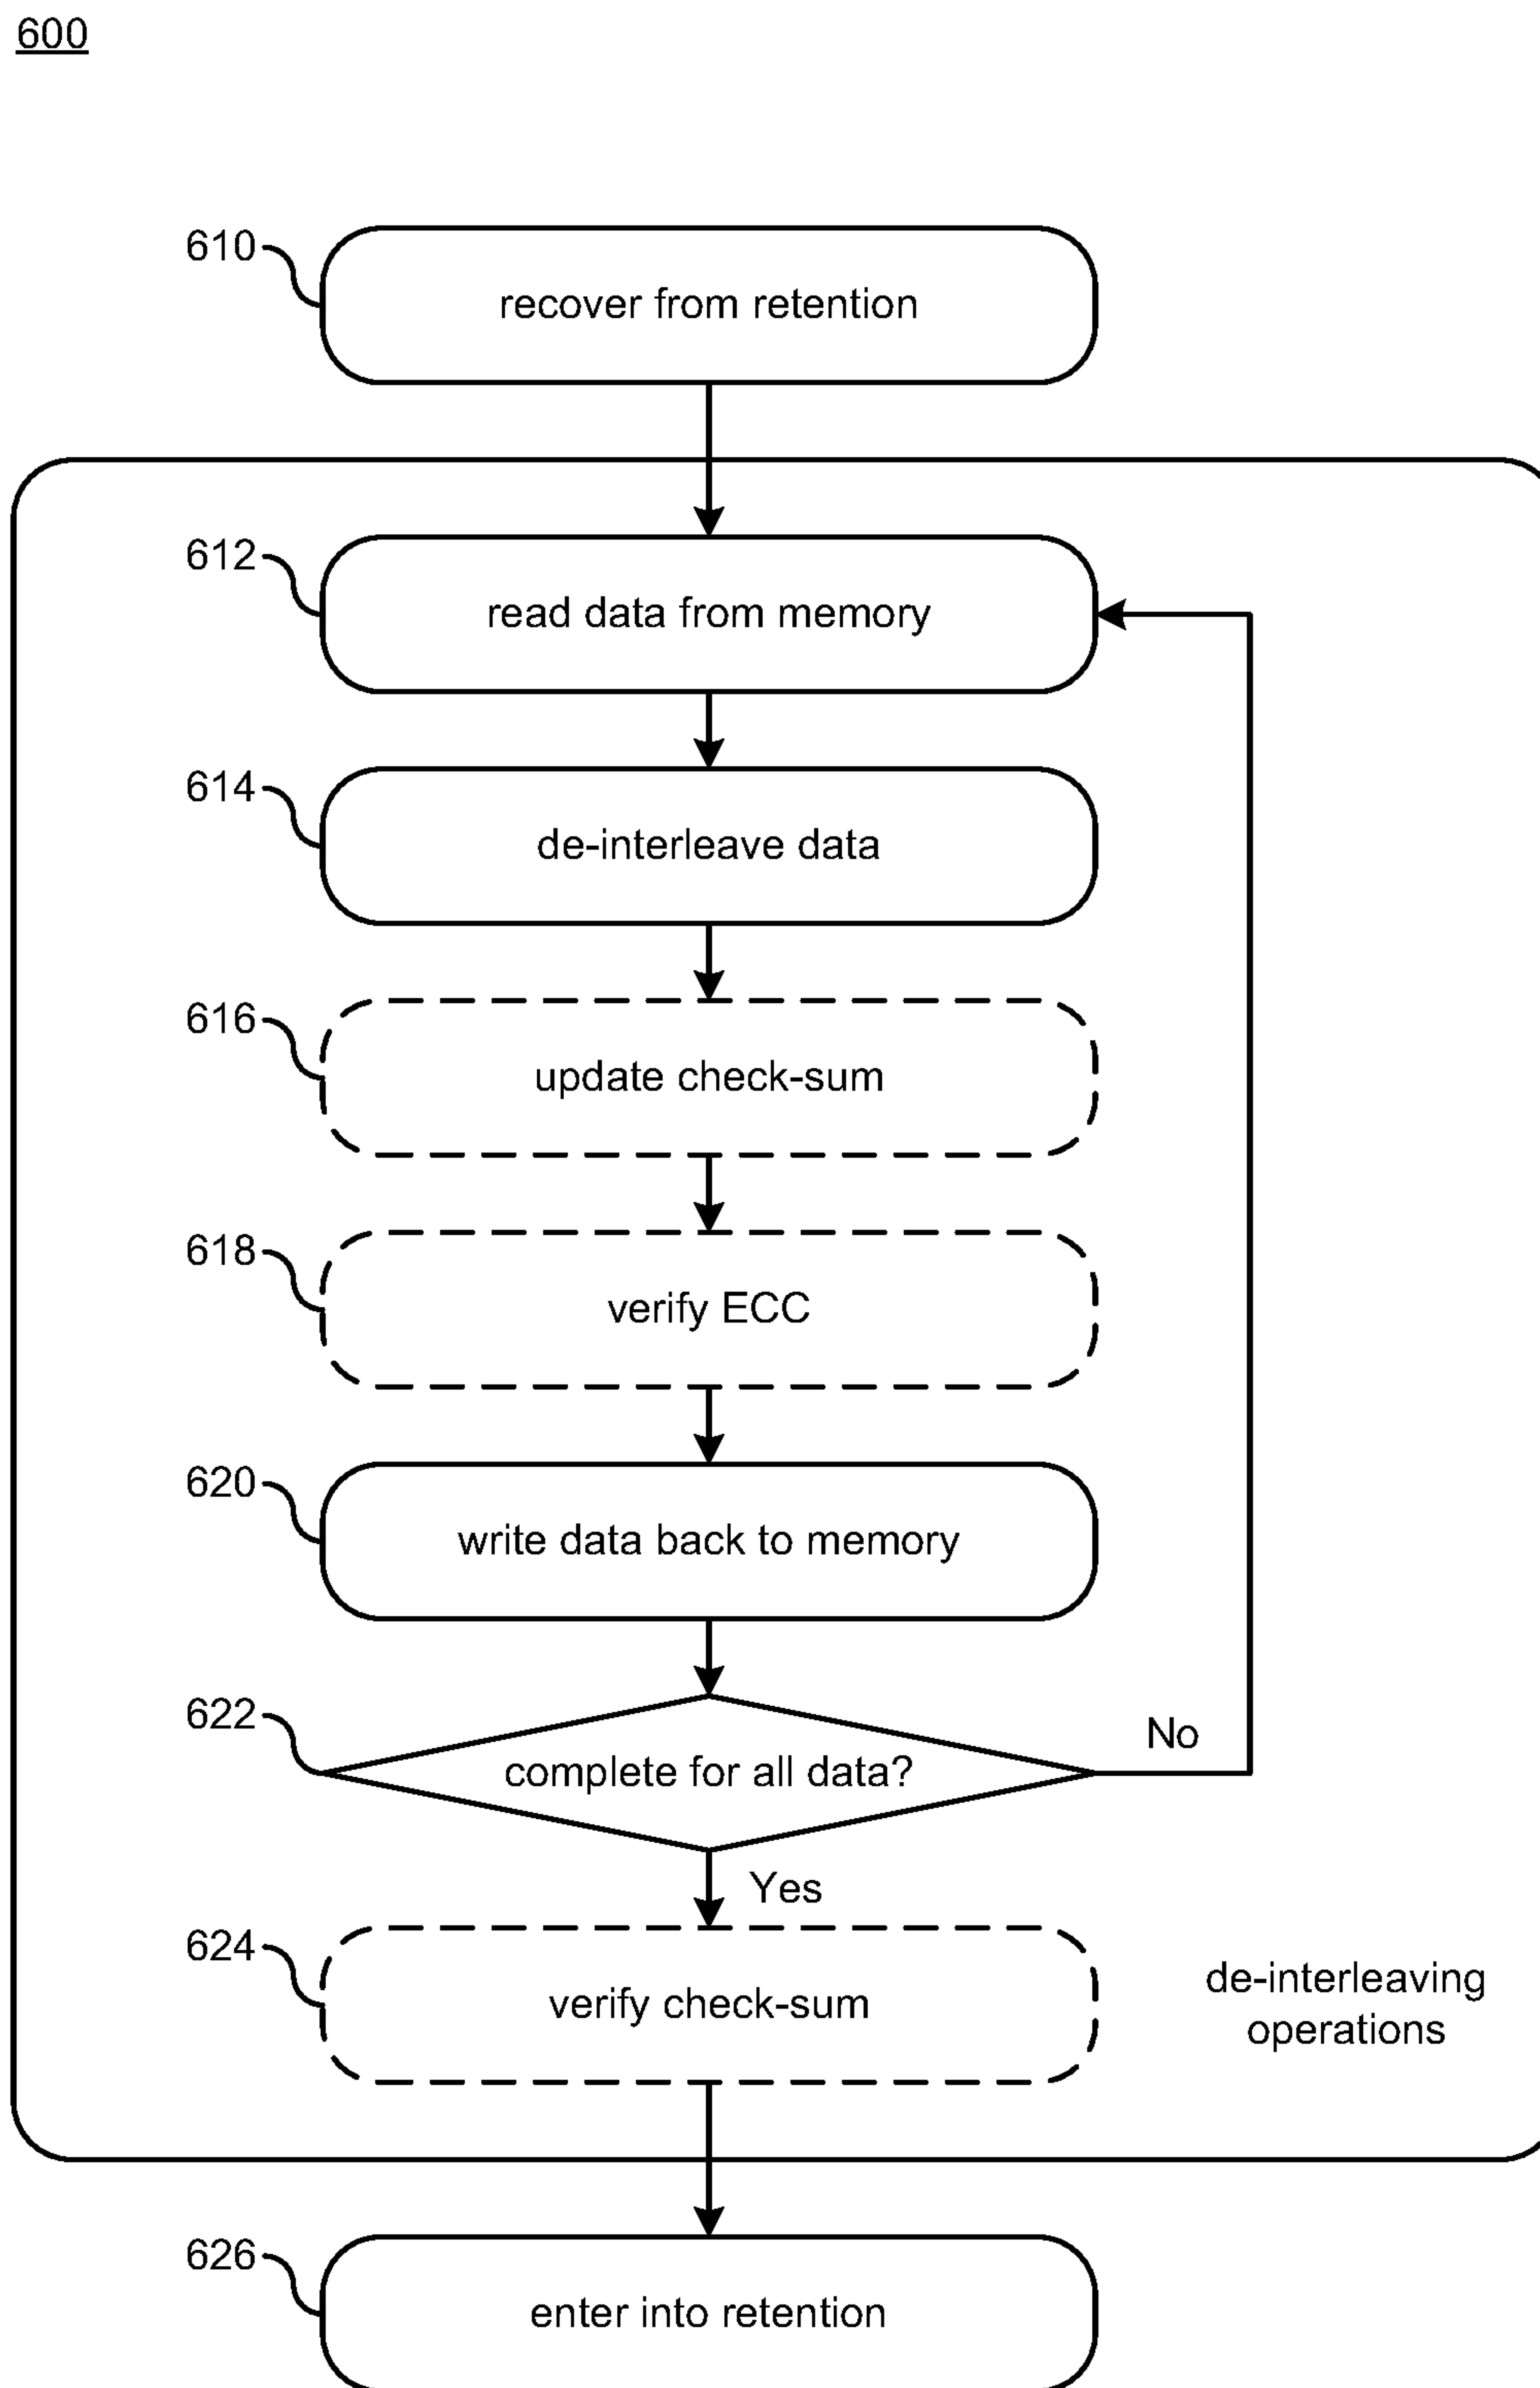 600
610
recover from retention
612
read data from memory
614
de-interleave data
616
update check-sum
618
verify ECC
620
write data back to memory
622
complete for all data?
No
Yes
624
verify check-sum
de-interleaving
operations
626
enter into retention